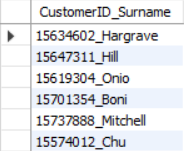 CustomerID_Surname
15634602_Hargrave
15647311_Hill
15619304_Onio
15701354_Boni
15737888_Mitchell
15574012_Chu